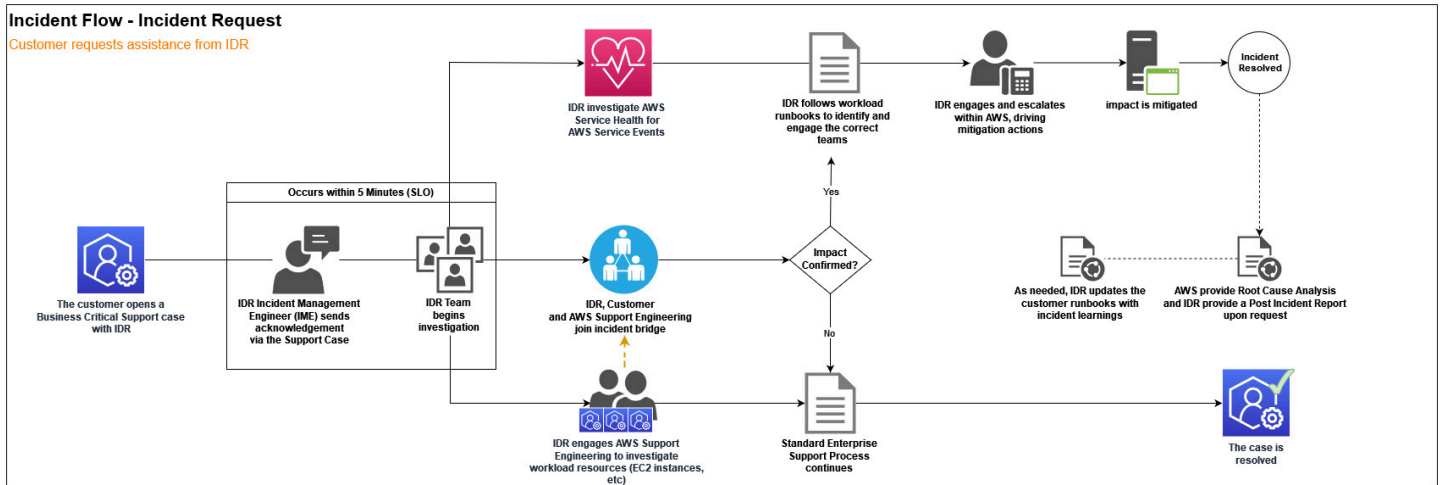 Incident Flow - Incident Request
Customer requests assistance from IDR
IDR investigate AWS
Service Health for
AWS Service Events
IDR follows workload
runbooks to identify and
engage the correct
teams
IDR engages and escalates
within AWS, driving
mitigation actions
impact is mitigated
Incident
Resolved
Occurs within 5 Minutes (SLO)
The customer opens a
Business Critical Support case
with IDR
IDR Incident Management
Engineer (IME) sends
acknowledgement
via the Support Case
IDR Team
begins
investigation
IDR, Customer
and AWS Support Engineering
join incident bridge
Impact
Confirmed?
Yes
No
As needed, IDR updates the
customer runbooks with
incident learnings
AWS provide Root Cause Analysis
and IDR provide a Post Incident Report
upon request
IDR engages AWS Support
Engineering to investigate
workload resources (EC2 instances,
etc)
Standard Enterprise
Support Process
continues
The case is
resolved